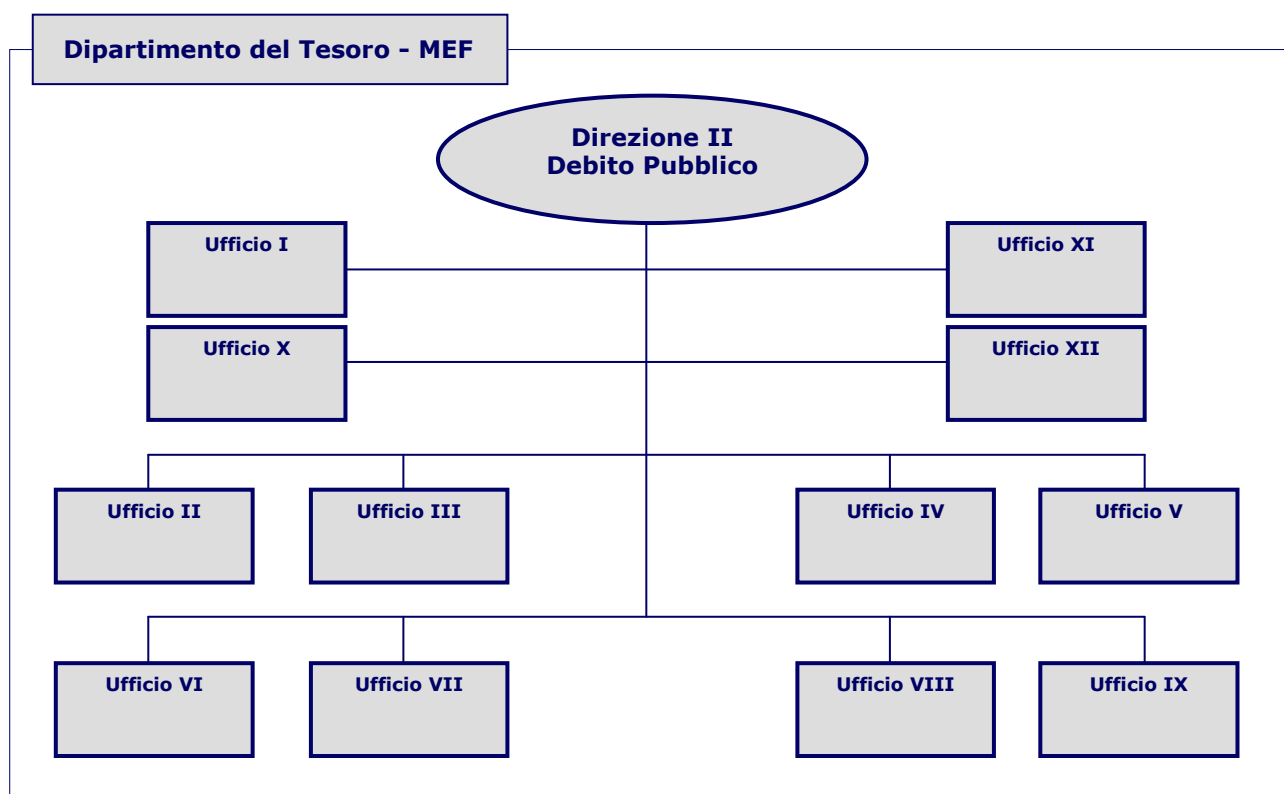 Dipartimento del Tesoro - MEF
Direzione II
Debito Pubblico
Ufficio I
Ufficio XI
Ufficio X
Ufficio XII
Ufficio II
Ufficio III
Ufficio IV
Ufficio V
Ufficio VI
Ufficio VII
Ufficio VIII
Ufficio IX